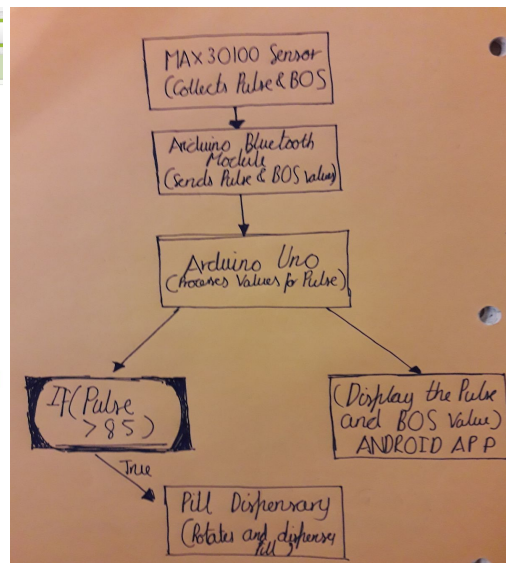 MAX30100 Sensor
(Collects Pulse & BOS
Arduino Bluetooth
Module
(Sends Pulse & BOS values)
Arduino Uno
(Processes Values for Pulse)
If(Pulse
>85)
(Display the Pulse
and BOS Value)
ANDROID APP
True
Pill Dispensary
(Rotates and dispenses
Pill)